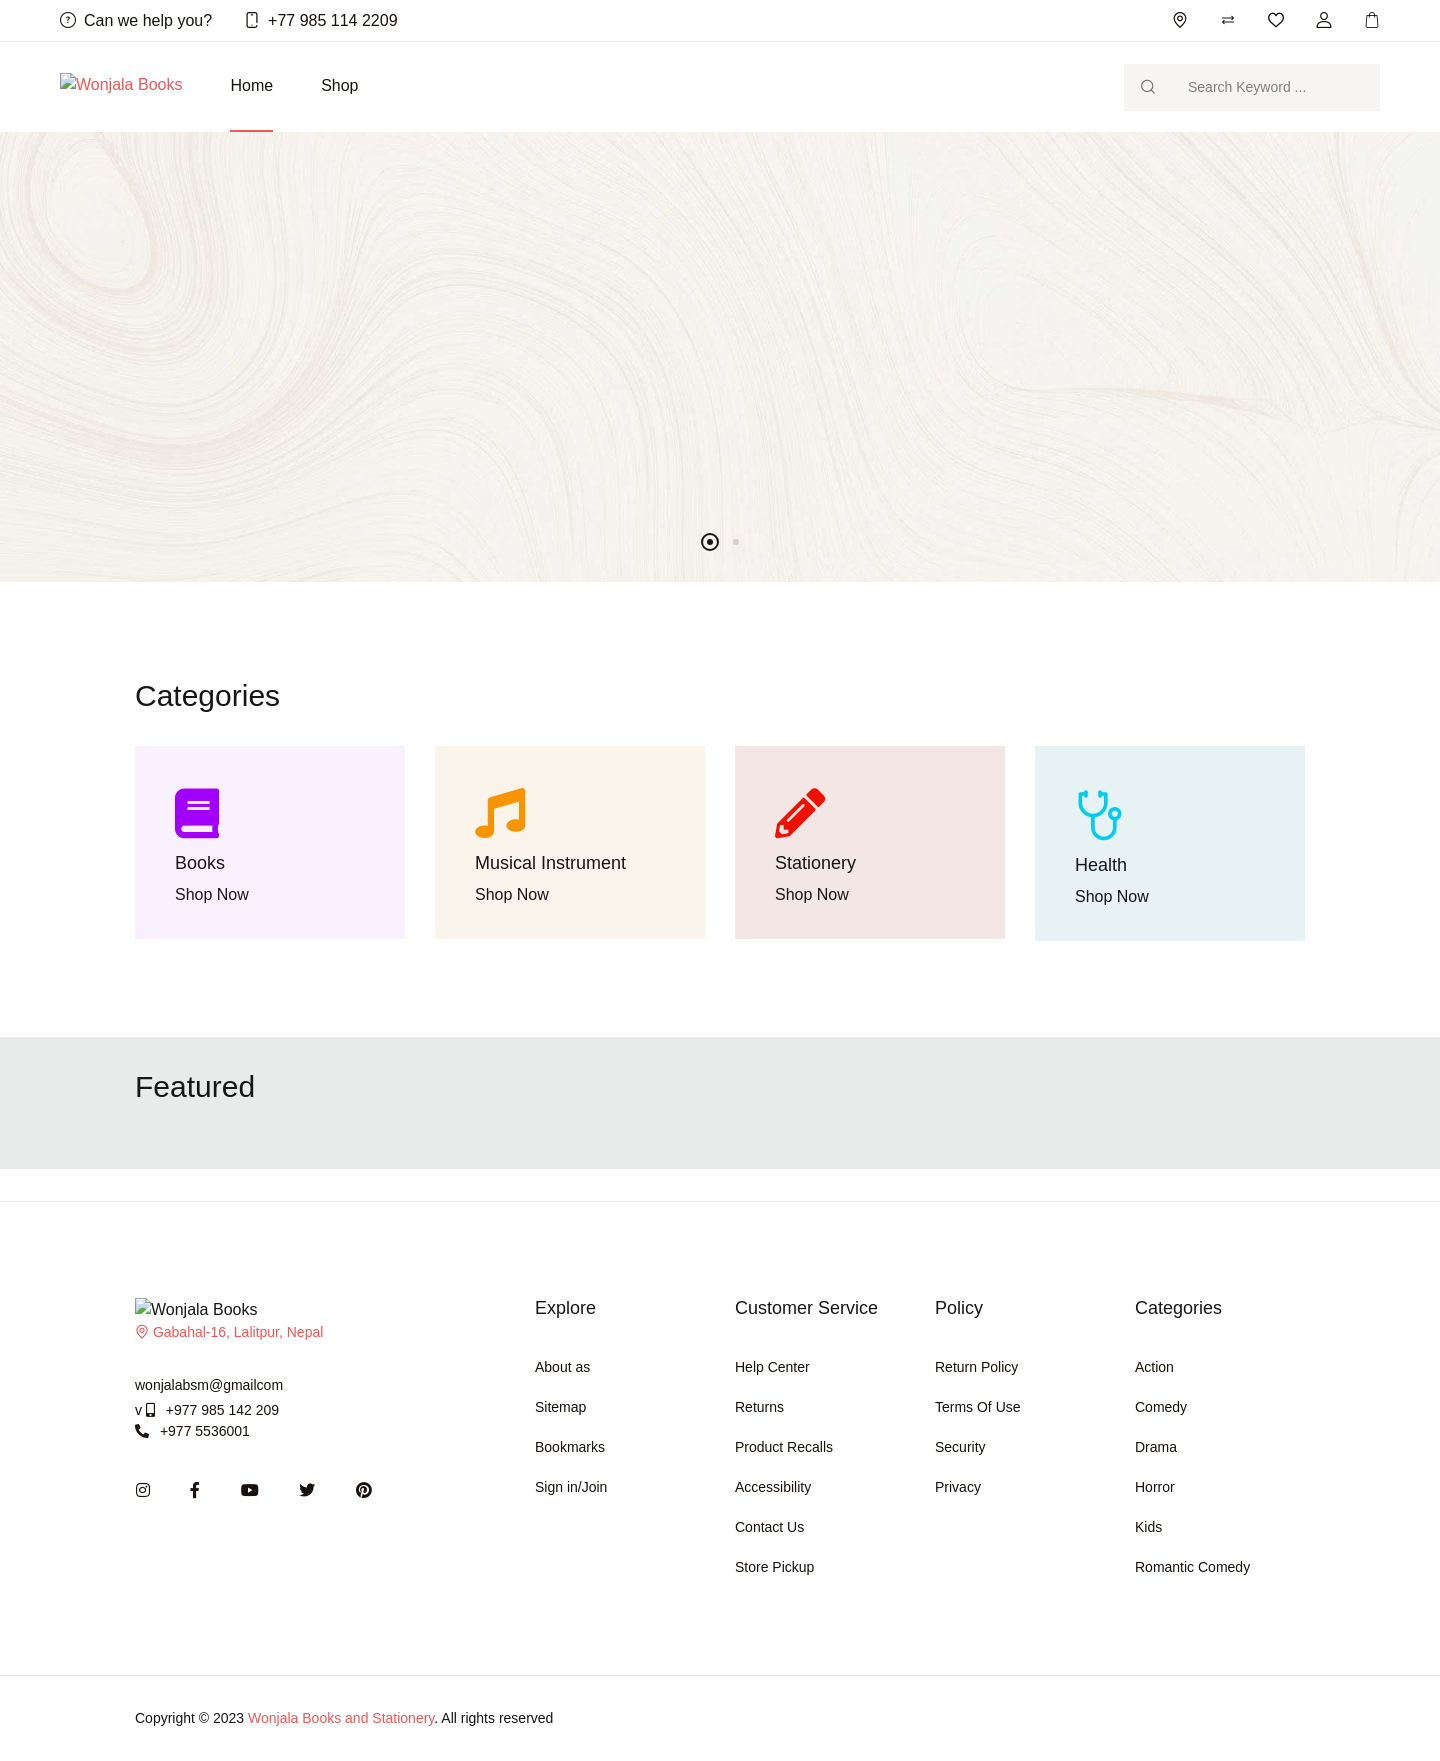 Can we help you? +77 985 114 2209
Wonjala Books Home Shop Search Keyword ...
Categories
Books Musical Instrument Stationery Health
Shop Now Shop Now Shop Now Shop Now
Featured
Wonjala Books
Gabahal-16, Lalitpur, Nepal
wonjalabsm@gmailcom
v +977 985 142 209
+977 5536001
Explore
About as
Sitemap
Bookmarks
Sign in/Join
Customer Service
Help Center
Returns
Product Recalls
Accessibility
Contact Us
Store Pickup
Policy
Return Policy
Terms Of Use
Security
Privacy
Categories
Action
Comedy
Drama
Horror
Kids
Romantic Comedy
Copyright © 2023 Wonjala Books and Stationery. All rights reserved